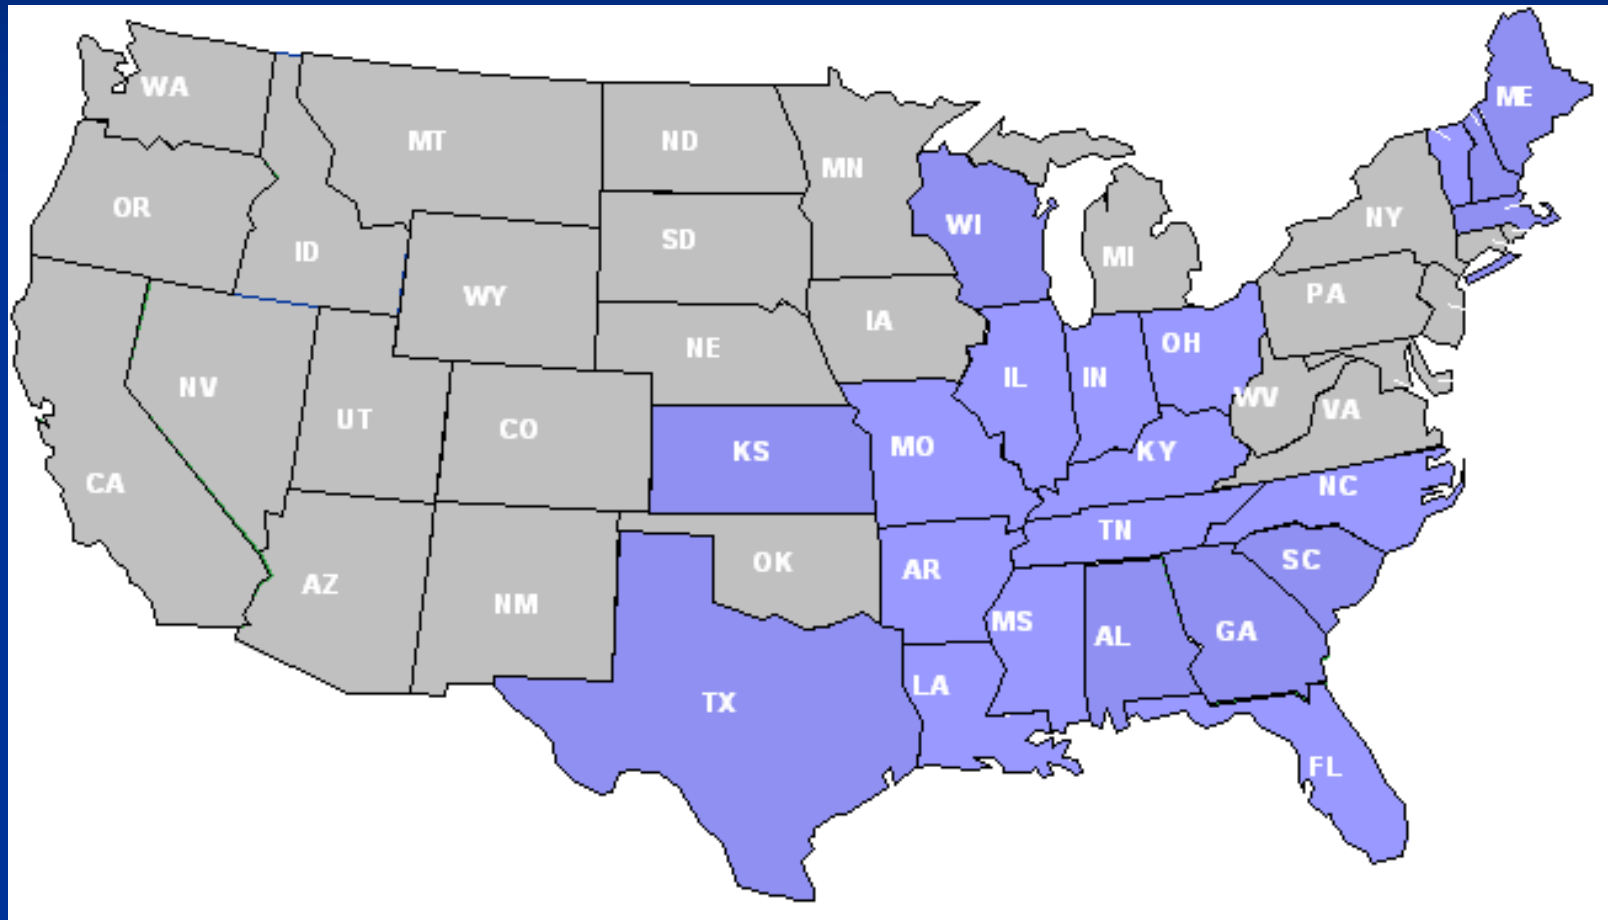 WA
MT
ND
MN
ME
OR
ID
SD
WI
MI
NY
WY
IA
PA
NE
NV
UT
CO
KS
MO
IL
IN
OH
WV
VA
KY
CA
NC
TN
AZ
NM
OK
AR
SC
MS
AL
GA
LA
TX
FL